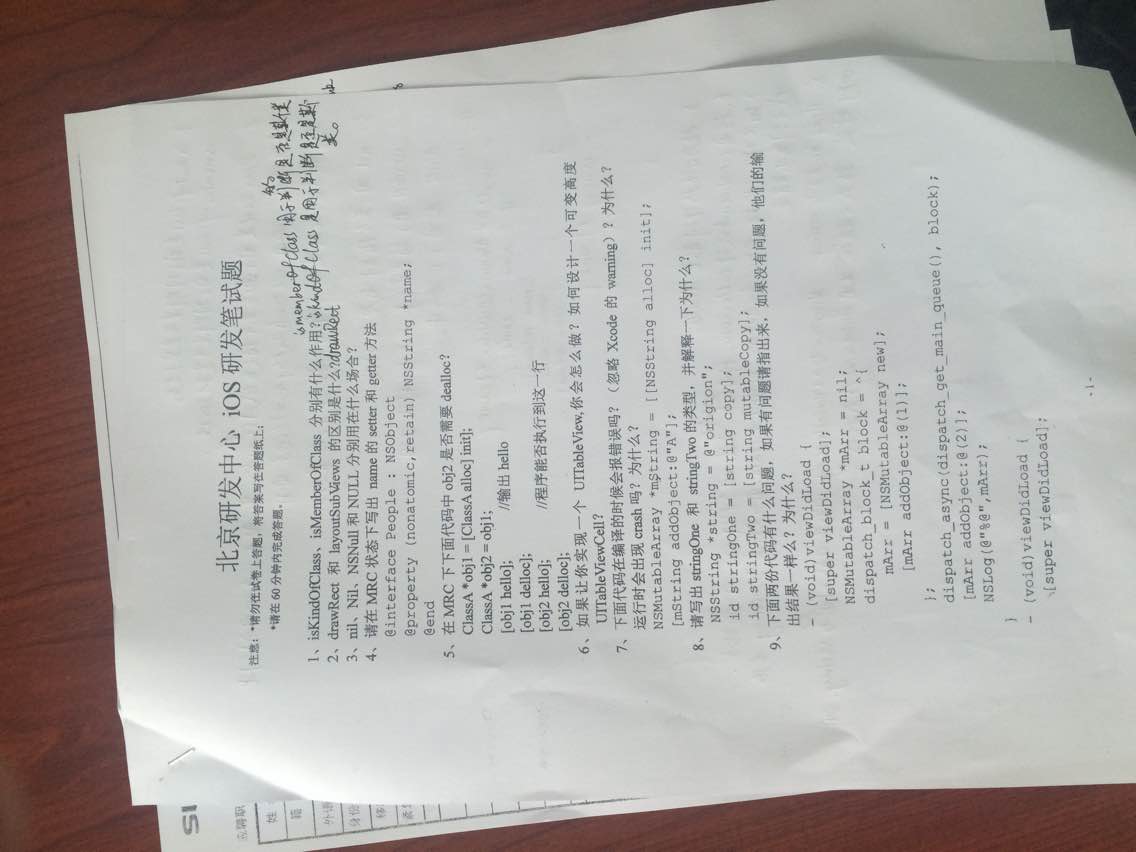 SU
应聘职
姓
籍
外语
身份
移
紧急
北京研发中心 iOS 研发笔试题
注意：*请勿在试卷上答题，将答案写在答题纸上；
*请在 60 分钟内完成答题。
1、isKindOfClass、isMemberOfClass 分别有什么作用？
ismemberOfClass 用于判断是否是某个类的
iskindOfClass 是用于判断是否是某
类。
2、drawRect 和 layoutSubViews 的区别是什么?drawRect
3、nil、Nil、NSNull 和 NULL 分别用在什么场合？
4、请在 MRC 状态下写出 name 的 setter 和 getter 方法
@interface People : NSObject
@property (nonatomic,retain) NSString *name;
@end
5、在 MRC 下下面代码中 obj2 是否需要 dealloc？
ClassA *obj1 = [ClassA alloc] init];
ClassA *obj2 = obj1;
[obj1 hello]; //输出 hello
[obj1 delloc];
[obj2 hello]; //程序能否执行到这一行
[obj2 delloc];
6、如果让你实现一个 UITableView,你会怎么做？如何设计一个可变高度
UITableViewCell？
7、下面代码在编译的时候会报错误吗？（忽略 Xcode 的 warning）？为什么？
运行时会出现 crash 吗？为什么？
NSMutableArray *mString = [[NSString alloc] init];
[mString addObject:@"A"];
8、请写出 stringOne 和 stringTwo 的类型，并解释一下为什么？
NSString *string = @"origion";
id stringOne = [string copy];
id stringTwo = [string mutableCopy];
9、下面两份代码有什么问题，如果有问题请指出来，如果没有问题，他们的输
出结果一样么？为什么？
- (void)viewDidLoad {
[super viewDidLoad];
NSMutableArray *mArr = nil;
dispatch_block_t block = ^{
mArr = [NSMutableArray new];
[mArr addObject:@(1)];
};
dispatch_async(dispatch_get_main_queue(), block);
[mArr addObject:@(2)];
NSLog(@"%@",mArr);
}
- (void)viewDidLoad {
[super viewDidLoad];
- 1 -